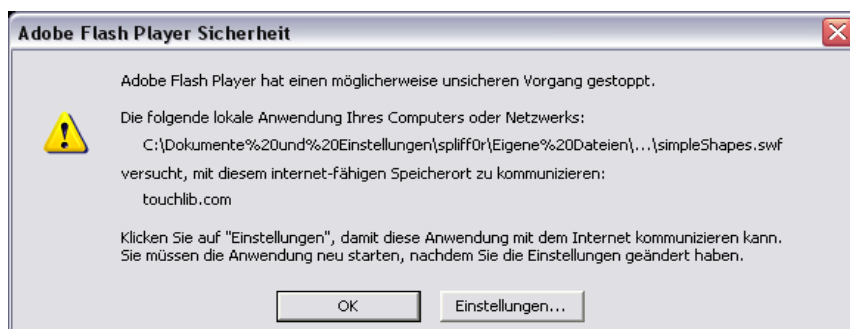 Adobe Flash Player Sicherheit
Adobe Flash Player hat einen möglicherweise unsicheren Vorgang gestoppt.
Die folgende lokale Anwendung Ihres Computers oder Netzwerks:
C:\Dokumente%20und%20Einstellungen\spliff0r\Eigene%20Dateien\...\simpleShapes.swf
versucht, mit diesem internet-fähigen Speicherort zu kommunizieren:
touchlib.com
Klicken Sie auf "Einstellungen", damit diese Anwendung mit dem Internet kommunizieren kann.
Sie müssen die Anwendung neu starten, nachdem Sie die Einstellungen geändert haben.
OK
Einstellungen...